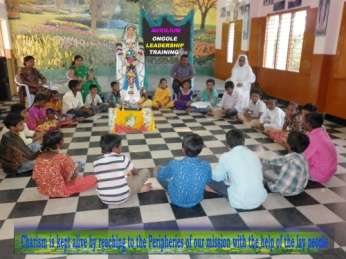 AUXILIUM
ONGOLE
LEADERSHIP
TRAINING
Charism is kept alive by reaching to the Peripheries of our mission with the help of the lay people